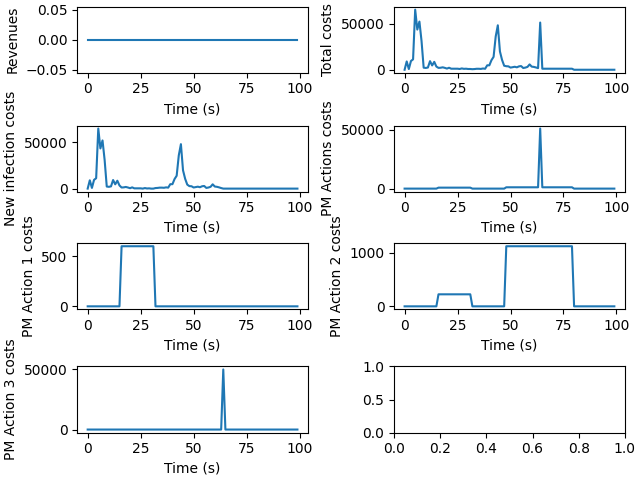 Revenues
0.05
0.00
−0.05
0 25 50 75 100
Time (s)
Total costs
50000
0
0 25 50 75 100
Time (s)
New infection costs
50000
0
0 25 50 75 100
Time (s)
PM Actions costs
50000
0
0 25 50 75 100
Time (s)
PM Action 1 costs
500
0
0 25 50 75 100
Time (s)
PM Action 2 costs
1000
0
0 25 50 75 100
Time (s)
PM Action 3 costs
50000
0
0 25 50 75 100
Time (s)
1.0
0.5
0.0
0.0 0.2 0.4 0.6 0.8 1.0